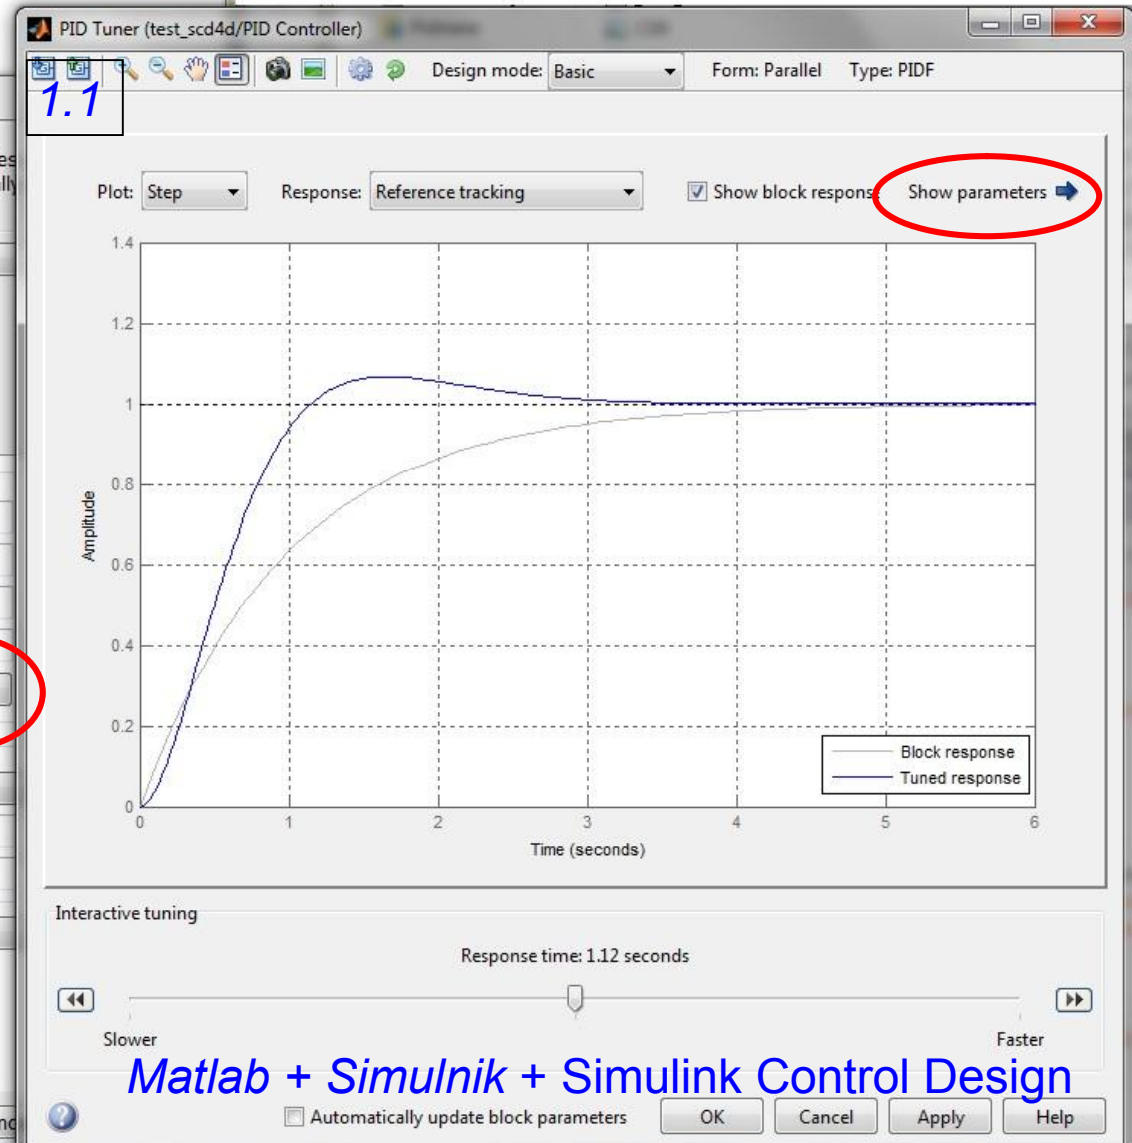 PID Tuner (test_scd4d/PID Controller)
Design mode: Basic Form: Parallel Type: PIDF
1.1
Plot: Step Response: Reference tracking Show block respons Show parameters
1.4
1.2
1
0.8
0.6
0.4
0.2
0
Amplitude
Block response
Tuned response
0 1 2 3 4 5 6
Time (seconds)
Interactive tuning
Response time: 1.12 seconds
Slower Faster
Matlab + Simulnik + Simulink Control Design
Automatically update block parameters OK Cancel Apply Help